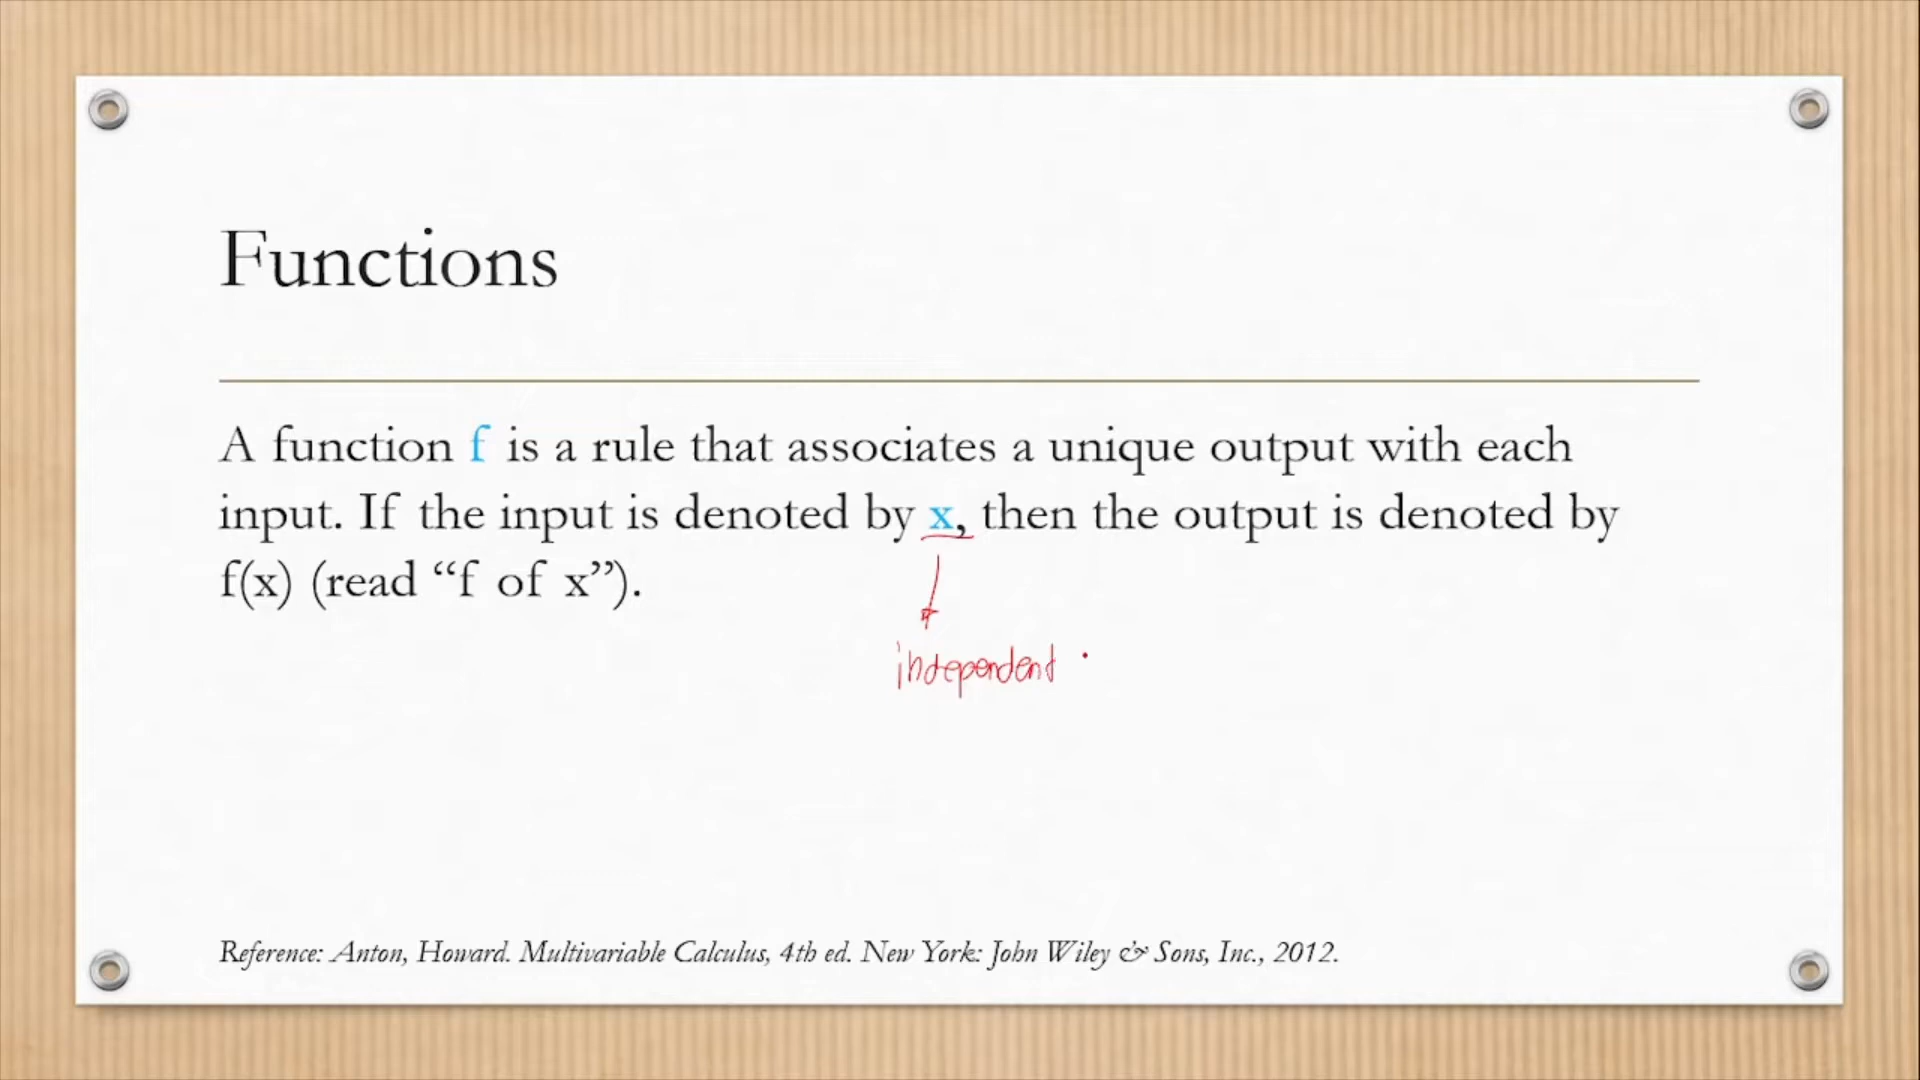 Functions
A function f is a rule that associates a unique output with each
input. If the input is denoted by x, then the output is denoted by
f(x) (read “f of x”).
independent
Reference: Anton, Howard. Multivariable Calculus, 4th ed. New York: John Wiley & Sons, Inc., 2012.